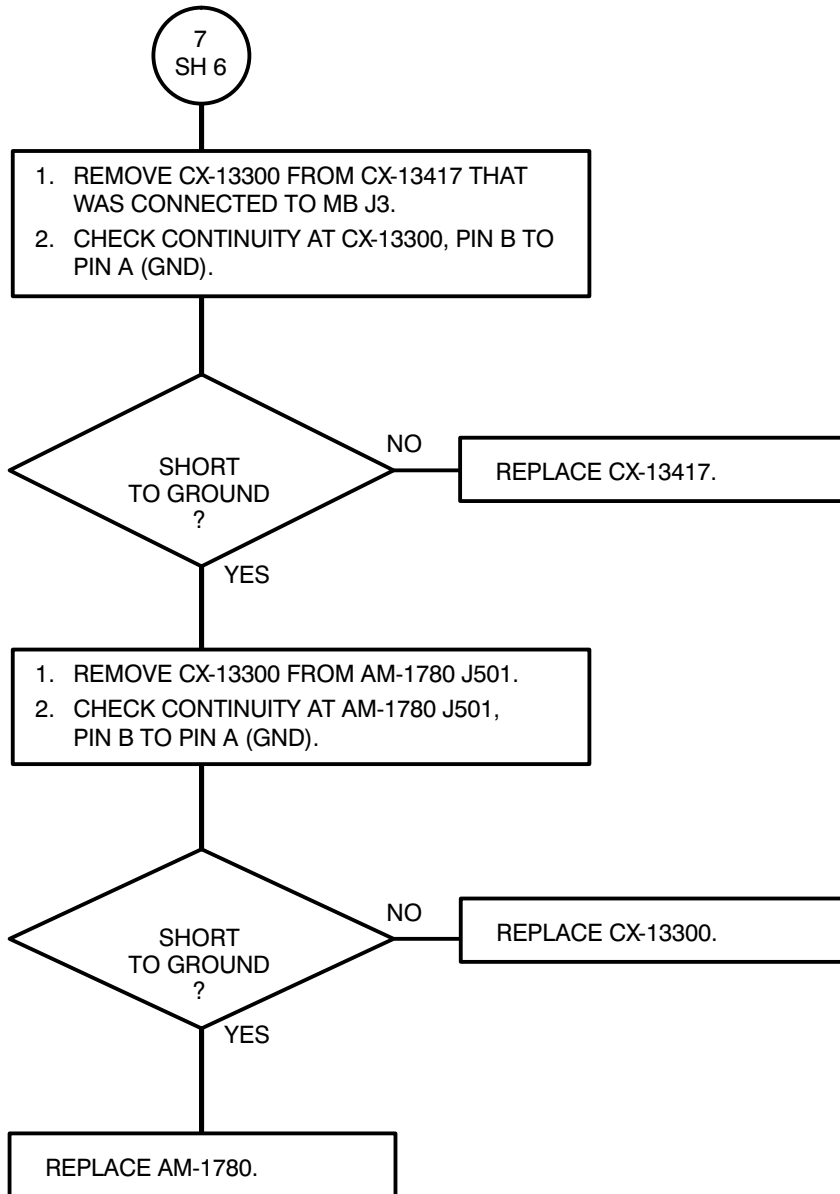 7
SH 6
1. REMOVE CX-13300 FROM CX-13417 THAT
WAS CONNECTED TO MB J3.
2. CHECK CONTINUITY AT CX-13300, PIN B TO
PIN A (GND).
SHORT
TO GROUND
?
NO
REPLACE CX-13417.
YES
1. REMOVE CX-13300 FROM AM-1780 J501.
2. CHECK CONTINUITY AT AM-1780 J501,
PIN B TO PIN A (GND).
SHORT
TO GROUND
?
NO
REPLACE CX-13300.
YES
REPLACE AM-1780.